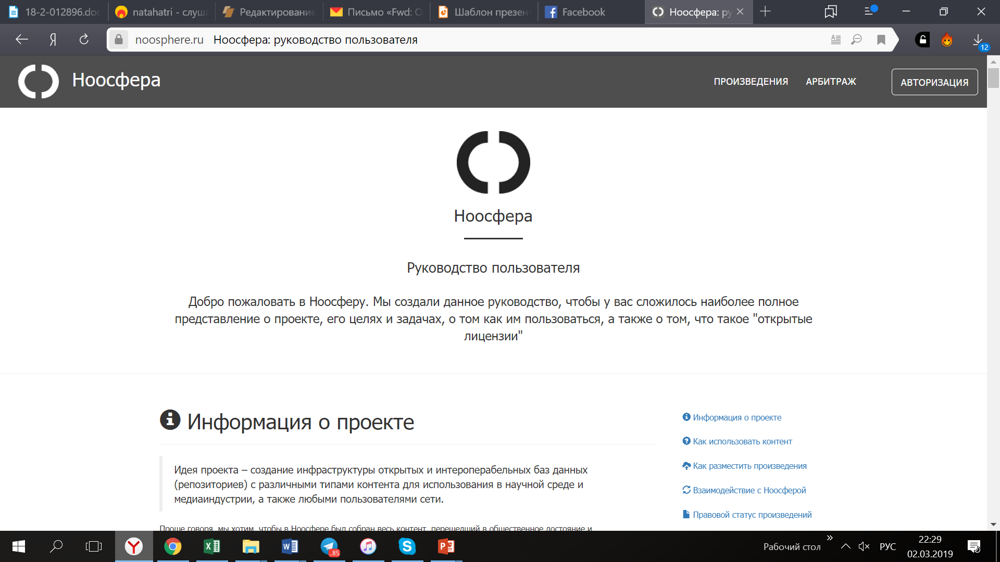 18-2-012896.doc
natahatri - слуша
Редактирование
Письмо «Fwd: О
Шаблон презен
Facebook
Ноосфера: ру
noosphere.ru Ноосфера: руководство пользователя
12
Ноосфера
ПРОИЗВЕДЕНИЯ
АРБИТРАЖ
АВТОРИЗАЦИЯ
Ноосфера
Руководство пользователя
Добро пожаловать в Ноосферу. Мы создали данное руководство, чтобы у вас сложилось наиболее полное
представление о проекте, его целях и задачах, о том как им пользоваться, а также о том, что такое "открытые
лицензии"
Информация о проекте
Идея проекта – создание инфраструктуры открытых и интероперабельных баз данных
(репозиториев) с различными типами контента для использования в научной среде и
медиаиндустрии, а также любыми пользователями сети.
Проще говоря, мы хотим, чтобы в Ноосфере был собран весь контент, перешедший в общественное достояние и
Информация о проекте
Как использовать контент
Как разместить произведения
Взаимодействие с Ноосферой
Правовой статус произведений
..85
Рабочий стол
РУС
22:29
02.03.2019